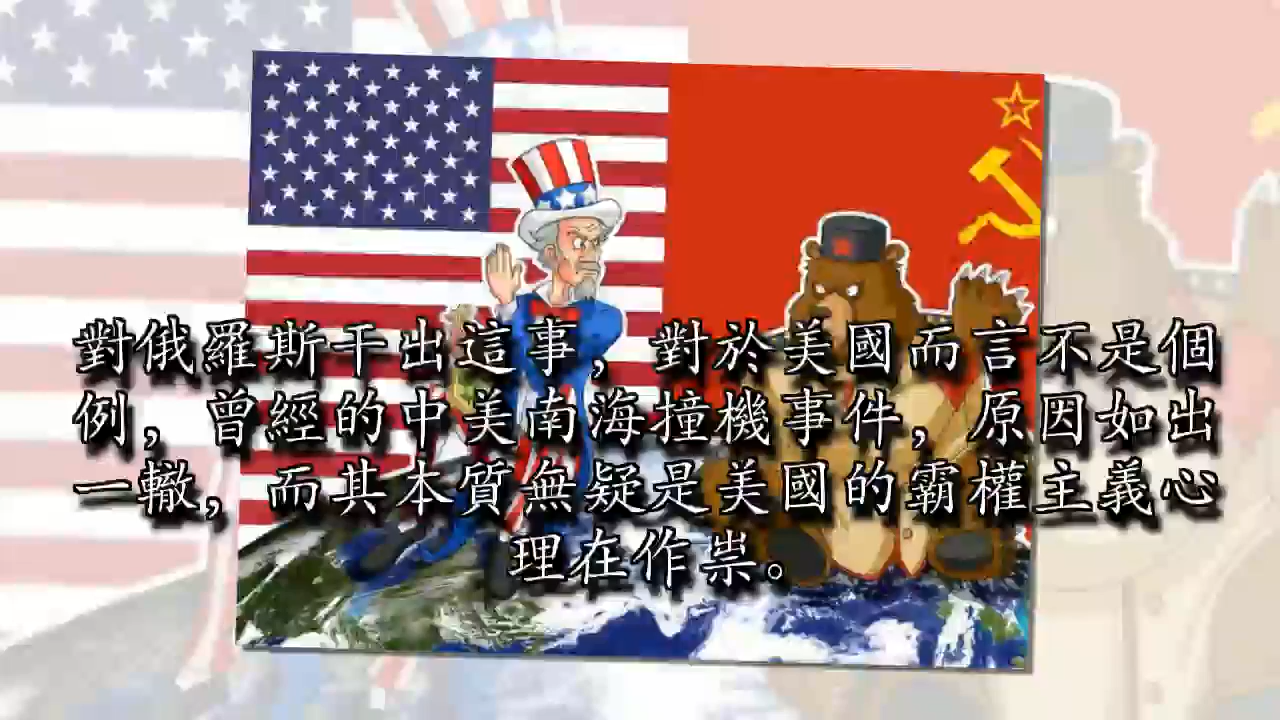 對俄羅斯干出這事，對於美國而言不是個
例，曾經的中美南海撞機事件，原因如出
一轍，而其本質無疑是美國的霸權主義心
理在作祟。